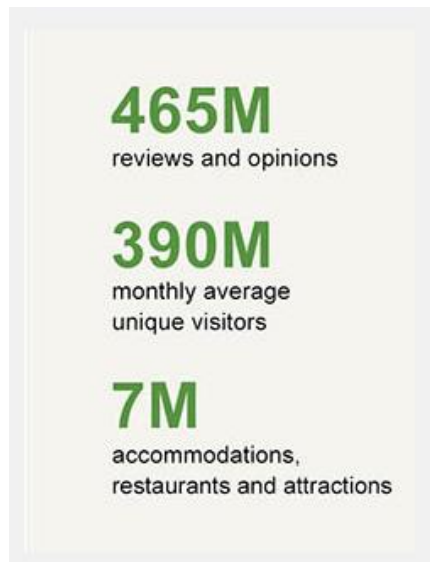 465M
reviews and opinions
390M
monthly average
unique visitors
7M
accommodations,
restaurants and attractions